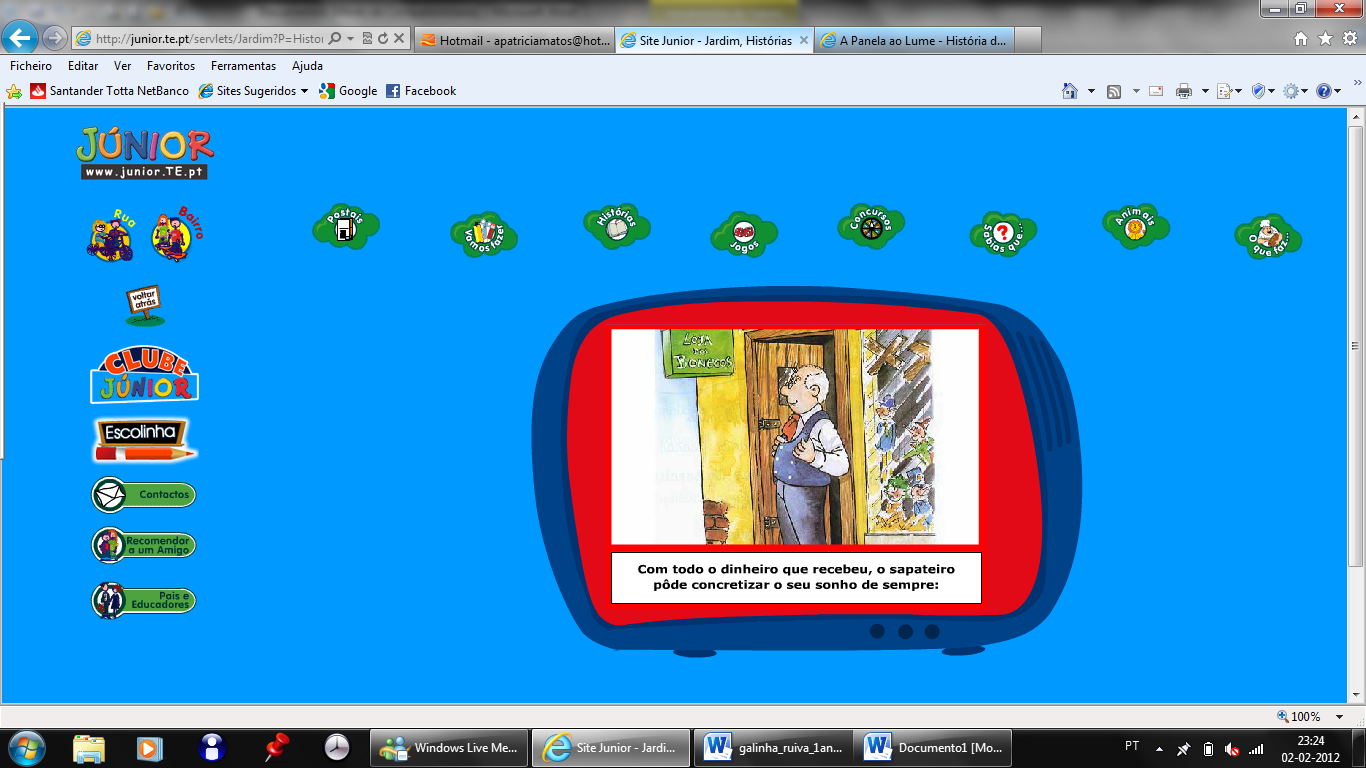 http://junior.te.pt/servlets/Jardim?P=Histor
Hotmail - apatriciamatos@hot...
Site Junior - Jardim, Histórias
A Panela ao Lume - História d...
Ficheiro Editar Ver Favoritos Ferramentas Ajuda
Santander Totta NetBanco Sites Sugeridos Google Facebook
JÚNIOR
www.junior.TE.pt
Rua Bairro
Postais Vamos fazer Histórias Jogos Concursos Sabias que... Animais O que faz...
voltar atrás
CLUBE
JÚNIOR
Escolinha
Contactos
Recomendar
a um Amigo
Pais e
Educadores
LOJA
DOS
BONECOS
Com todo o dinheiro que recebeu, o sapateiro
pôde concretizar o seu sonho de sempre:
100%
Windows Live Me...
Site Junior - Jardi...
galinha_ruiva_1an...
Documento1 [Mo...
PT
23:24
02-02-2012